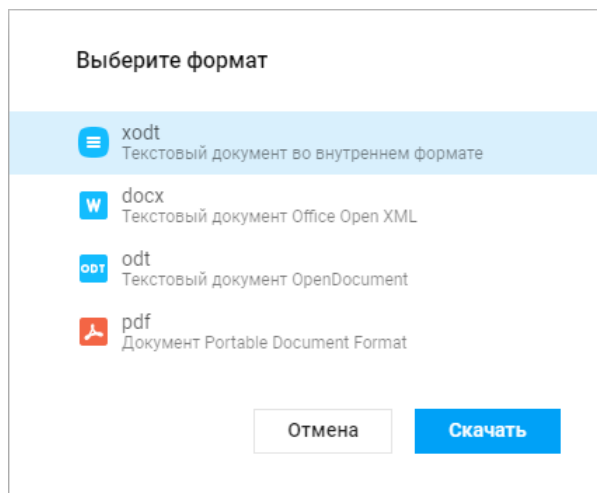 Выберите формат
xodt
Текстовый документ во внутреннем формате
W
docx
Текстовый документ Office Open XML
ODT
odt
Текстовый документ OpenDocument
pdf
Документ Portable Document Format
Отмена
Скачать